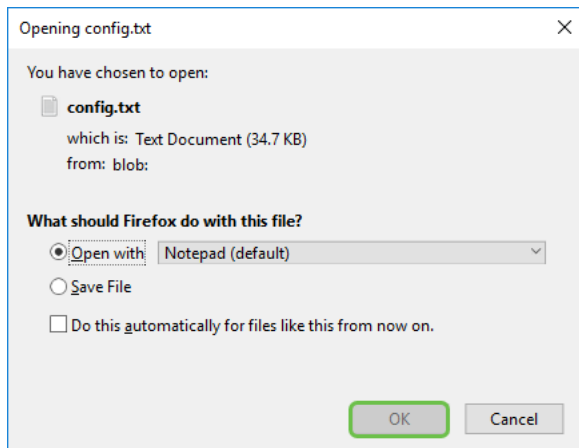 Opening config.txt
You have chosen to open:
config.txt
which is: Text Document (34.7 KB)
from: blob:
What should Firefox do with this file?
Open with Notepad (default)
Save File
Do this automatically for files like this from now on.
OK Cancel